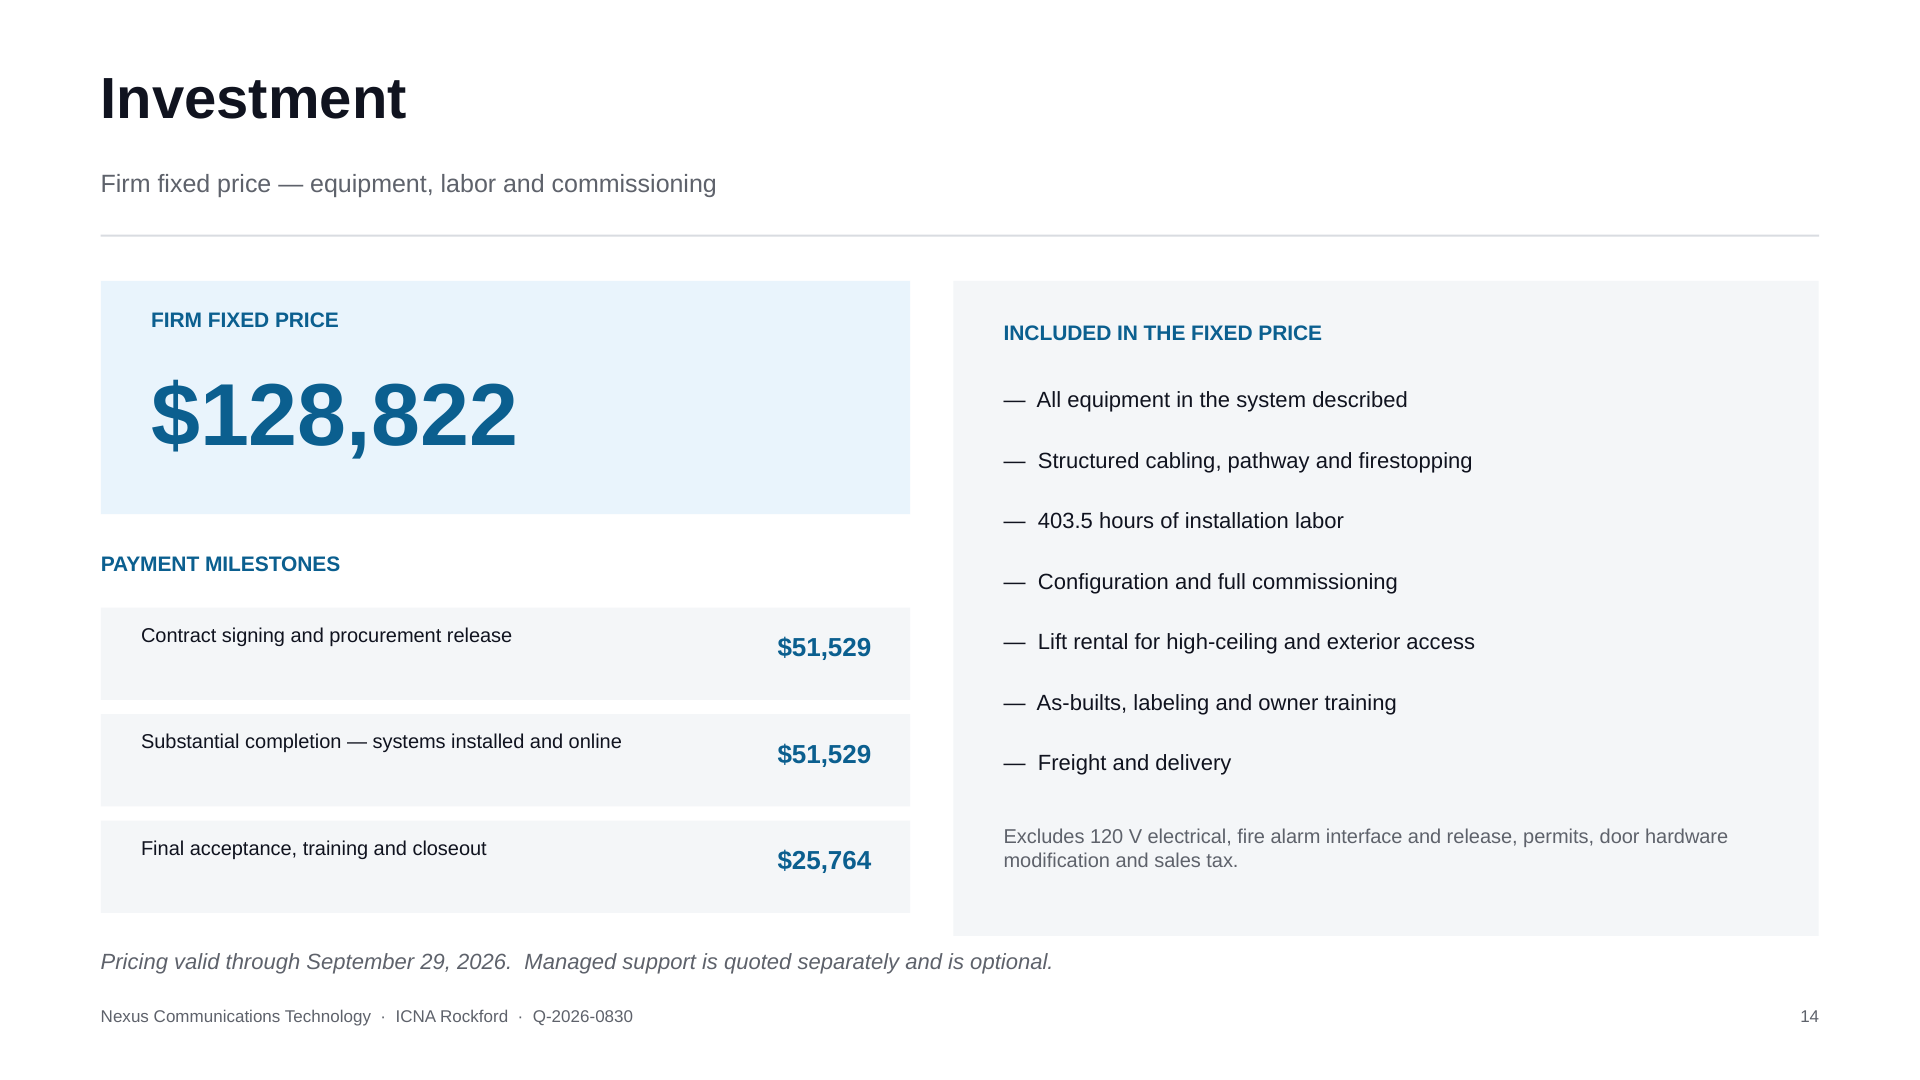 Investment
Firm fixed price — equipment, labor and commissioning
FIRM FIXED PRICE
$128,822
PAYMENT MILESTONES
Contract signing and procurement release
$51,529
Substantial completion — systems installed and online
$51,529
Final acceptance, training and closeout
$25,764
INCLUDED IN THE FIXED PRICE
— All equipment in the system described
— Structured cabling, pathway and firestopping
— 403.5 hours of installation labor
— Configuration and full commissioning
— Lift rental for high-ceiling and exterior access
— As-builts, labeling and owner training
— Freight and delivery
Excludes 120 V electrical, fire alarm interface and release, permits, door hardware
modification and sales tax.
Pricing valid through September 29, 2026.  Managed support is quoted separately and is optional.
Nexus Communications Technology · ICNA Rockford · Q-2026-0830
14